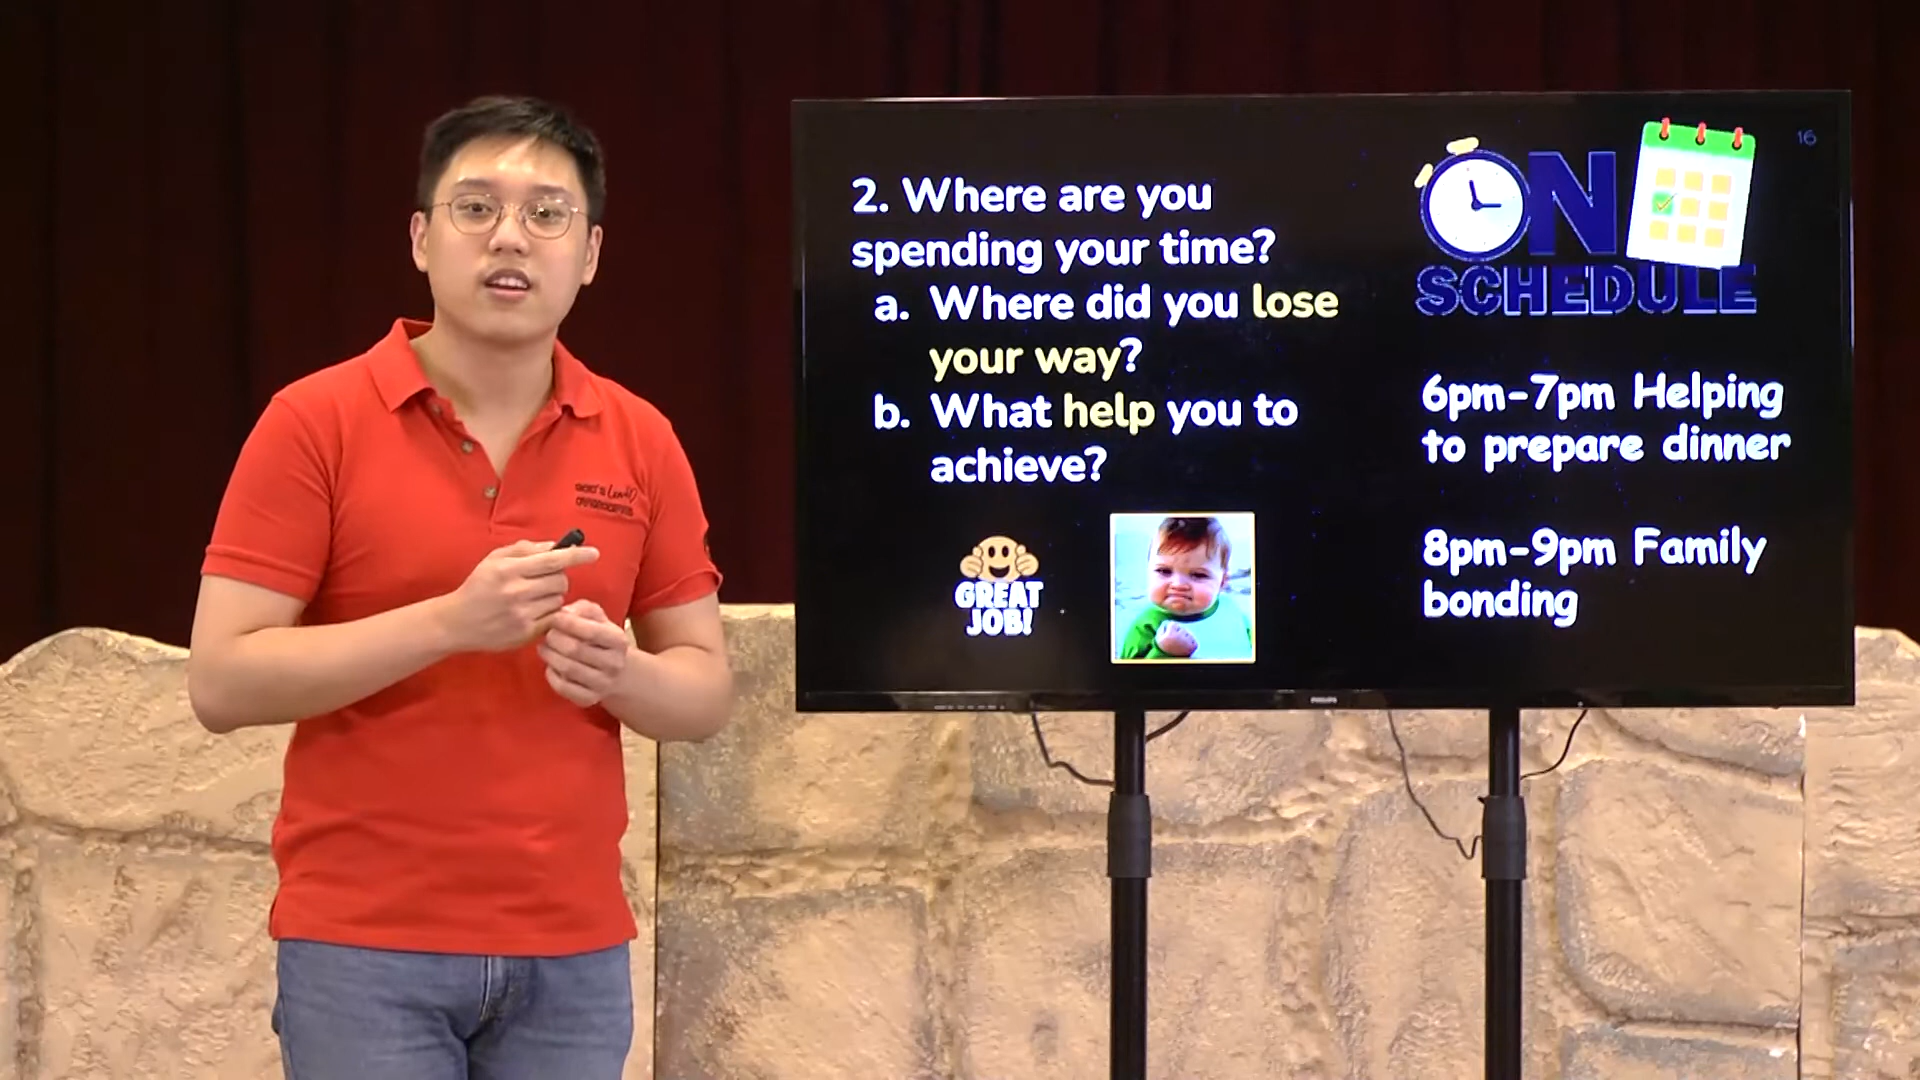 16
2. Where are you
spending your time?
a. Where did you lose
your way?
b. What help you to
achieve?
GREAT
JOB!
ON
SCHEDULE
6pm-7pm Helping
to prepare dinner
8pm-9pm Family
bonding
PHILIPS